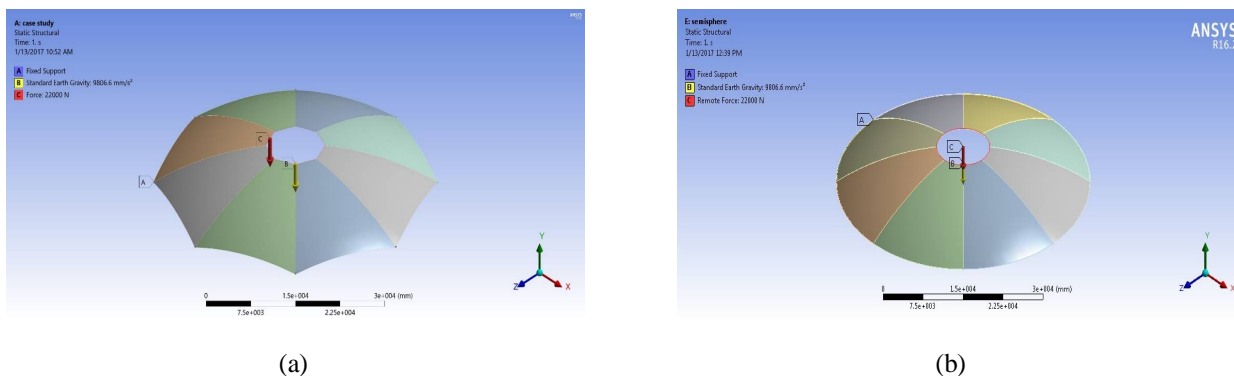 A: case study
Static Structural
Time: 1. s
1/13/2017 10:52 AM
A Fixed Support
B Standard Earth Gravity: 9806.6 mm/s²
C Force: 22000 N
ANSYS
C
B
A
Y
Z
X
0
1.5e+004
3e+004 (mm)
7.5e+003
2.25e+004
(a)
E: semisphere
Static Structural
Time: 1. s
1/13/2017 12:39 PM
A Fixed Support
B Standard Earth Gravity: 9806.6 mm/s²
C Remote Force: 22000 N
ANSYS
R16.2
A
C
B
Y
Z
X
0
1.5e+004
3e+004 (mm)
7.5e+003
2.25e+004
(b)